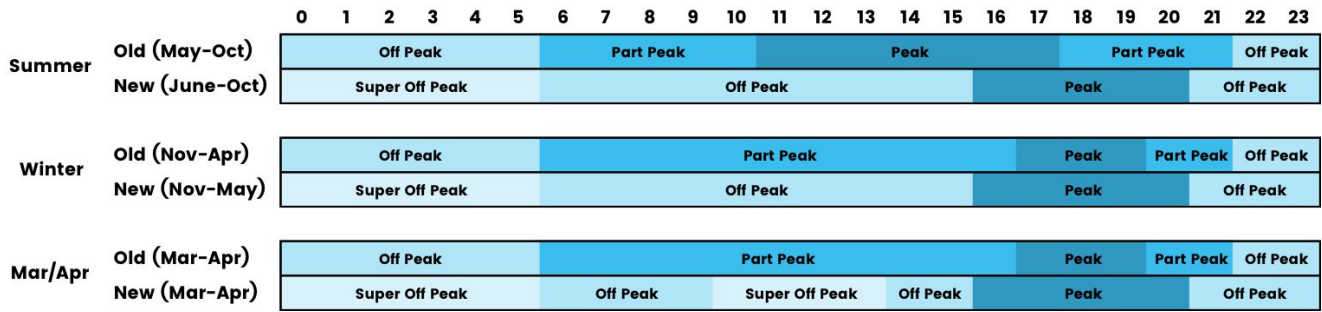 0 1 2 3 4 5 6 7 8 9 10 11 12 13 14 15 16 17 18 19 20 21 22 23
Summer
Old (May-Oct) Off Peak Part Peak Peak Part Peak Off Peak
New (June-Oct) Super Off Peak Off Peak Peak Off Peak
Winter
Old (Nov-Apr) Off Peak Part Peak Peak Part Peak Off Peak
New (Nov-May) Super Off Peak Off Peak Peak Off Peak
Mar/Apr
Old (Mar-Apr) Off Peak Part Peak Peak Part Peak Off Peak
New (Mar-Apr) Super Off Peak Off Peak Super Off Peak Off Peak Peak Off Peak